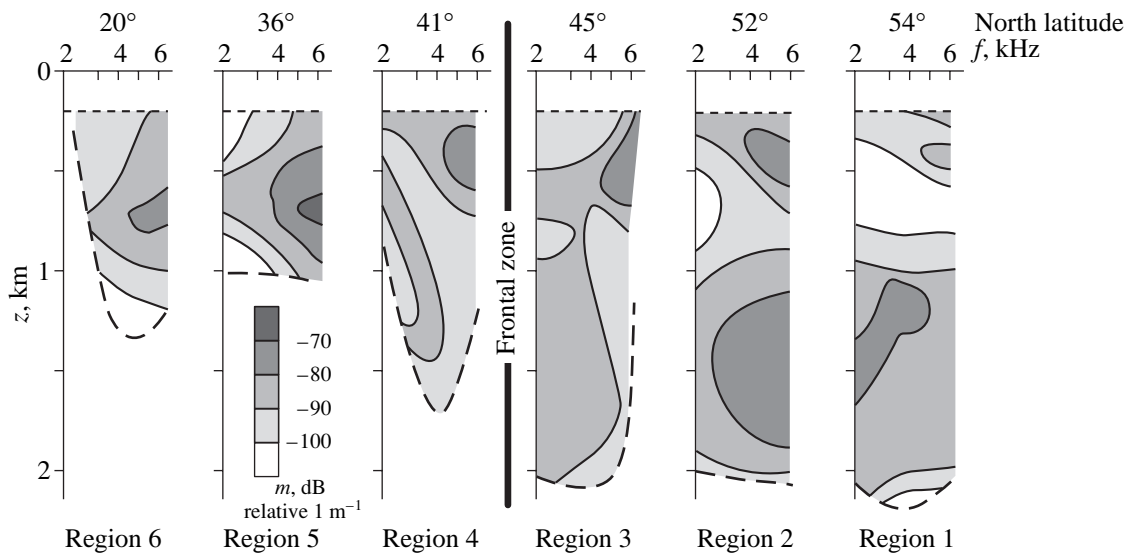 20° 36° 41° 45° 52° 54° North latitude
2 4 6 2 4 6 2 4 6 2 4 6 2 4 6 2 4 6 f, kHz
0
1
2
z, km
Frontal zone
−70
−80
−90
−100
m, dB
relative 1 m⁻¹
Region 6 Region 5 Region 4 Region 3 Region 2 Region 1